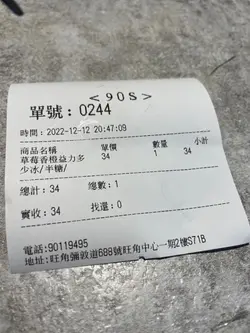 <90S>
單號：0244
時間：2022-12-12 20:47:09
商品名稱 單價 數量 小計
草莓香橙益力多 34 1 34
少冰/半糖/
總計：34 總數：1
實收：34 找還：0
電話：90119495
地址：旺角彌敦道688號旺角中心一期2樓S71B